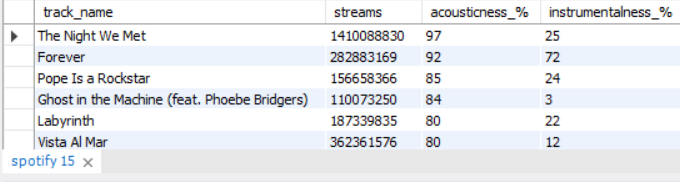 track_name streams acousticness_% instrumentalness_%
The Night We Met 1410088830 97 25
Forever 282883169 92 72
Pope Is a Rockstar 156658366 85 24
Ghost in the Machine (feat. Phoebe Bridgers) 110073250 84 3
Labyrinth 187339835 80 22
Vista Al Mar 362361576 80 12
spotify 15 ×